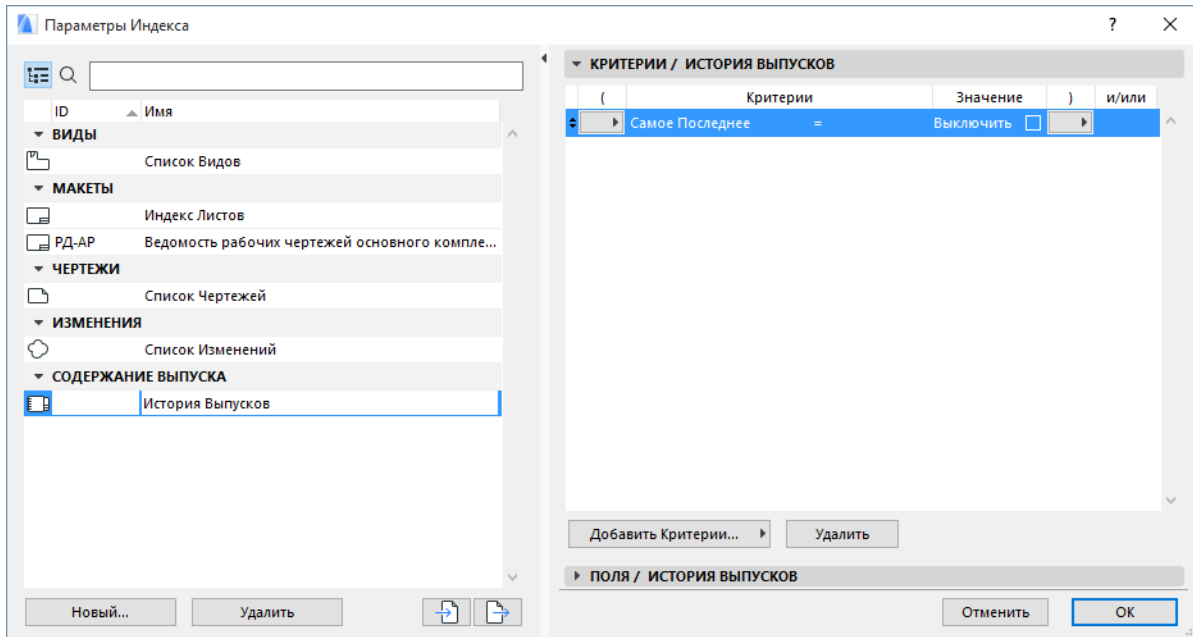 Параметры Индекса
?
ID
Имя
ВИДЫ
Список Видов
МАКЕТЫ
Индекс Листов
РД-АР Ведомость рабочих чертежей основного компле...
ЧЕРТЕЖИ
Список Чертежей
ИЗМЕНЕНИЯ
Список Изменений
СОДЕРЖАНИЕ ВЫПУСКА
История Выпусков
Новый...
Удалить
КРИТЕРИИ / ИСТОРИЯ ВЫПУСКОВ
( Критерии Значение ) и/или
Самое Последнее = Выключить
Добавить Критерии...
Удалить
ПОЛЯ / ИСТОРИЯ ВЫПУСКОВ
Отменить
OK